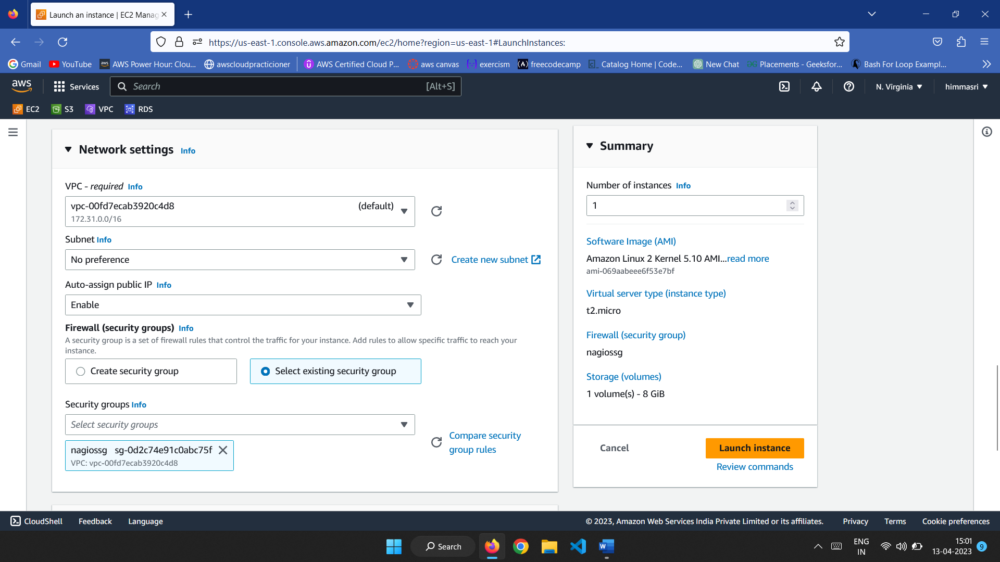 Launch an instance | EC2 Manag
https://us-east-1.console.aws.amazon.com/ec2/home?region=us-east-1#LaunchInstances:
Gmail YouTube AWS Power Hour: Clou... awscloudpracticioner AWS Certified Cloud P... aws canvas exercism freecodecamp Catalog Home | Code... New Chat Placements - Geeksfor... Bash For Loop Exampl...
aws Services Search [Alt+S] N. Virginia himmasri
EC2 S3 VPC RDS
Network settings Info
VPC - required Info
vpc-00fd7ecab3920c4d8 (default)
172.31.0.0/16
Subnet Info
No preference
Create new subnet
Auto-assign public IP Info
Enable
Firewall (security groups) Info
A security group is a set of firewall rules that control the traffic for your instance. Add rules to allow specific traffic to reach your
instance.
Create security group Select existing security group
Security groups Info
Select security groups
Compare security
group rules
nagiossg sg-0d2c74e91c0abc75f
VPC: vpc-00fd7ecab3920c4d8
Summary
Number of instances Info
1
Software Image (AMI)
Amazon Linux 2 Kernel 5.10 AMI...read more
ami-069aabeee6f53e7bf
Virtual server type (instance type)
t2.micro
Firewall (security group)
nagiossg
Storage (volumes)
1 volume(s) - 8 GiB
Cancel Launch instance
Review commands
CloudShell Feedback Language © 2023, Amazon Web Services India Private Limited or its affiliates. Privacy Terms Cookie preferences
Search
ENG
IN
15:01
13-04-2023
9